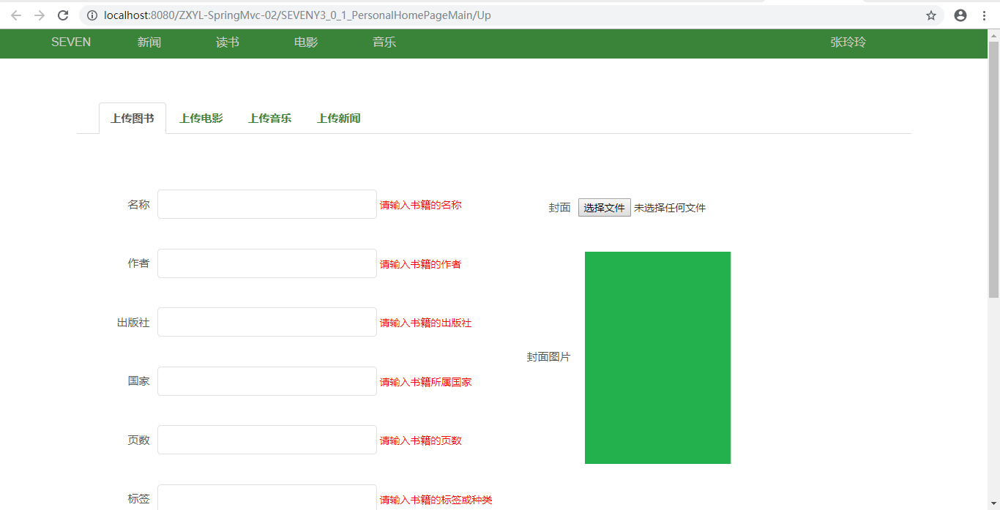 localhost:8080/ZXYL-SpringMvc-02/SEVENY3_0_1_PersonalHomePageMain/Up
SEVEN 新闻 读书 电影 音乐 张玲玲
上传图书 上传电影 上传音乐 上传新闻
名称 请输入书籍的名称
封面 选择文件 未选择任何文件
作者 请输入书籍的作者
出版社 请输入书籍的出版社
封面图片
国家 请输入书籍所属国家
页数 请输入书籍的页数
标签 请输入书籍的标签或种类